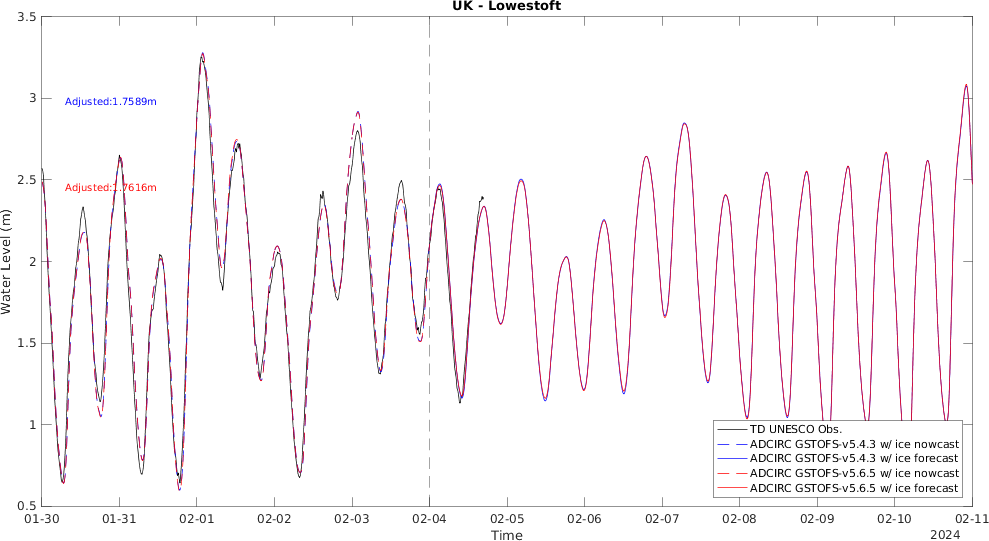 UK - Lowestoft
3.5
3
2.5
2
1.5
1
0.5
Water Level (m)
Adjusted:1.7589m
Adjusted:1.7616m
TD UNESCO Obs.
ADCIRC GSTOFS-v5.4.3 w/ ice nowcast
ADCIRC GSTOFS-v5.4.3 w/ ice forecast
ADCIRC GSTOFS-v5.6.5 w/ ice nowcast
ADCIRC GSTOFS-v5.6.5 w/ ice forecast
01-30 01-31 02-01 02-02 02-03 02-04 02-05 02-06 02-07 02-08 02-09 02-10 02-11
Time
2024